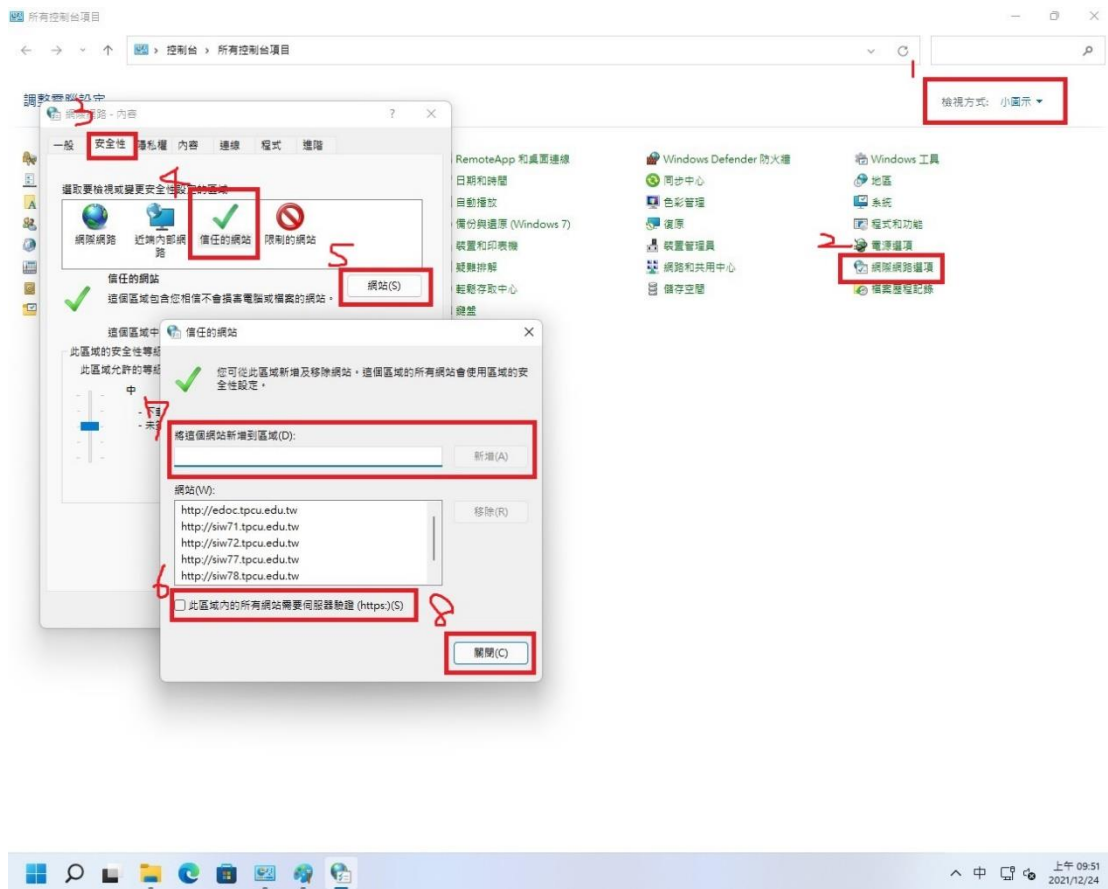 所有控制台項目
控制台 › 所有控制台項目
1
檢視方式: 小圖示
調整電腦設定
3
網際網路 - 內容
一般 安全性 隱私權 內容 連線 程式 進階
4
選取要檢視或變更安全性設定的區域
網際網路 近端內部網路 信任的網站 限制的網站
5
信任的網站
網站(S)
這個區域包含您相信不會損害電腦或檔案的網站。
這個區域中
此區域的安全性等級
此區域允許的等級
中
- 下
- 未
RemoteApp 和桌面連線
Windows Defender 防火牆
Windows 工具
日期和時間
同步中心
地區
自動播放
色彩管理
系統
備份與還原 (Windows 7)
復原
程式和功能
裝置和印表機
裝置管理員
2
電源選項
疑難排解
網路和共用中心
網際網路選項
輕鬆存取中心
儲存空間
檔案歷程記錄
鍵盤
信任的網站
您可從此區域新增及移除網站。這個區域的所有網站會使用區域的安
全性設定。
7
將這個網站新增到區域(D):
新增(A)
網站(W):
http://edoc.tpcu.edu.tw
移除(R)
http://siw71.tpcu.edu.tw
http://siw72.tpcu.edu.tw
http://siw77.tpcu.edu.tw
http://siw78.tpcu.edu.tw
6
此區域內的所有網站需要伺服器驗證 (https:)(S)
8
關閉(C)
中
上午 09:51
2021/12/24